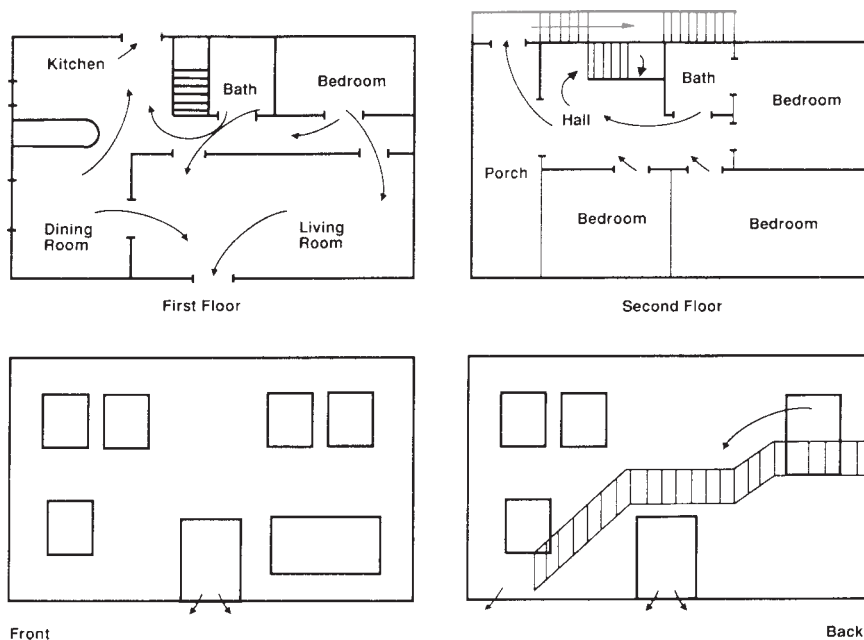 Kitchen
Bath
Bedroom
Dining
Room
Living
Room
First Floor
Bath
Bedroom
Hall
Porch
Bedroom
Bedroom
Second Floor
Front
Back